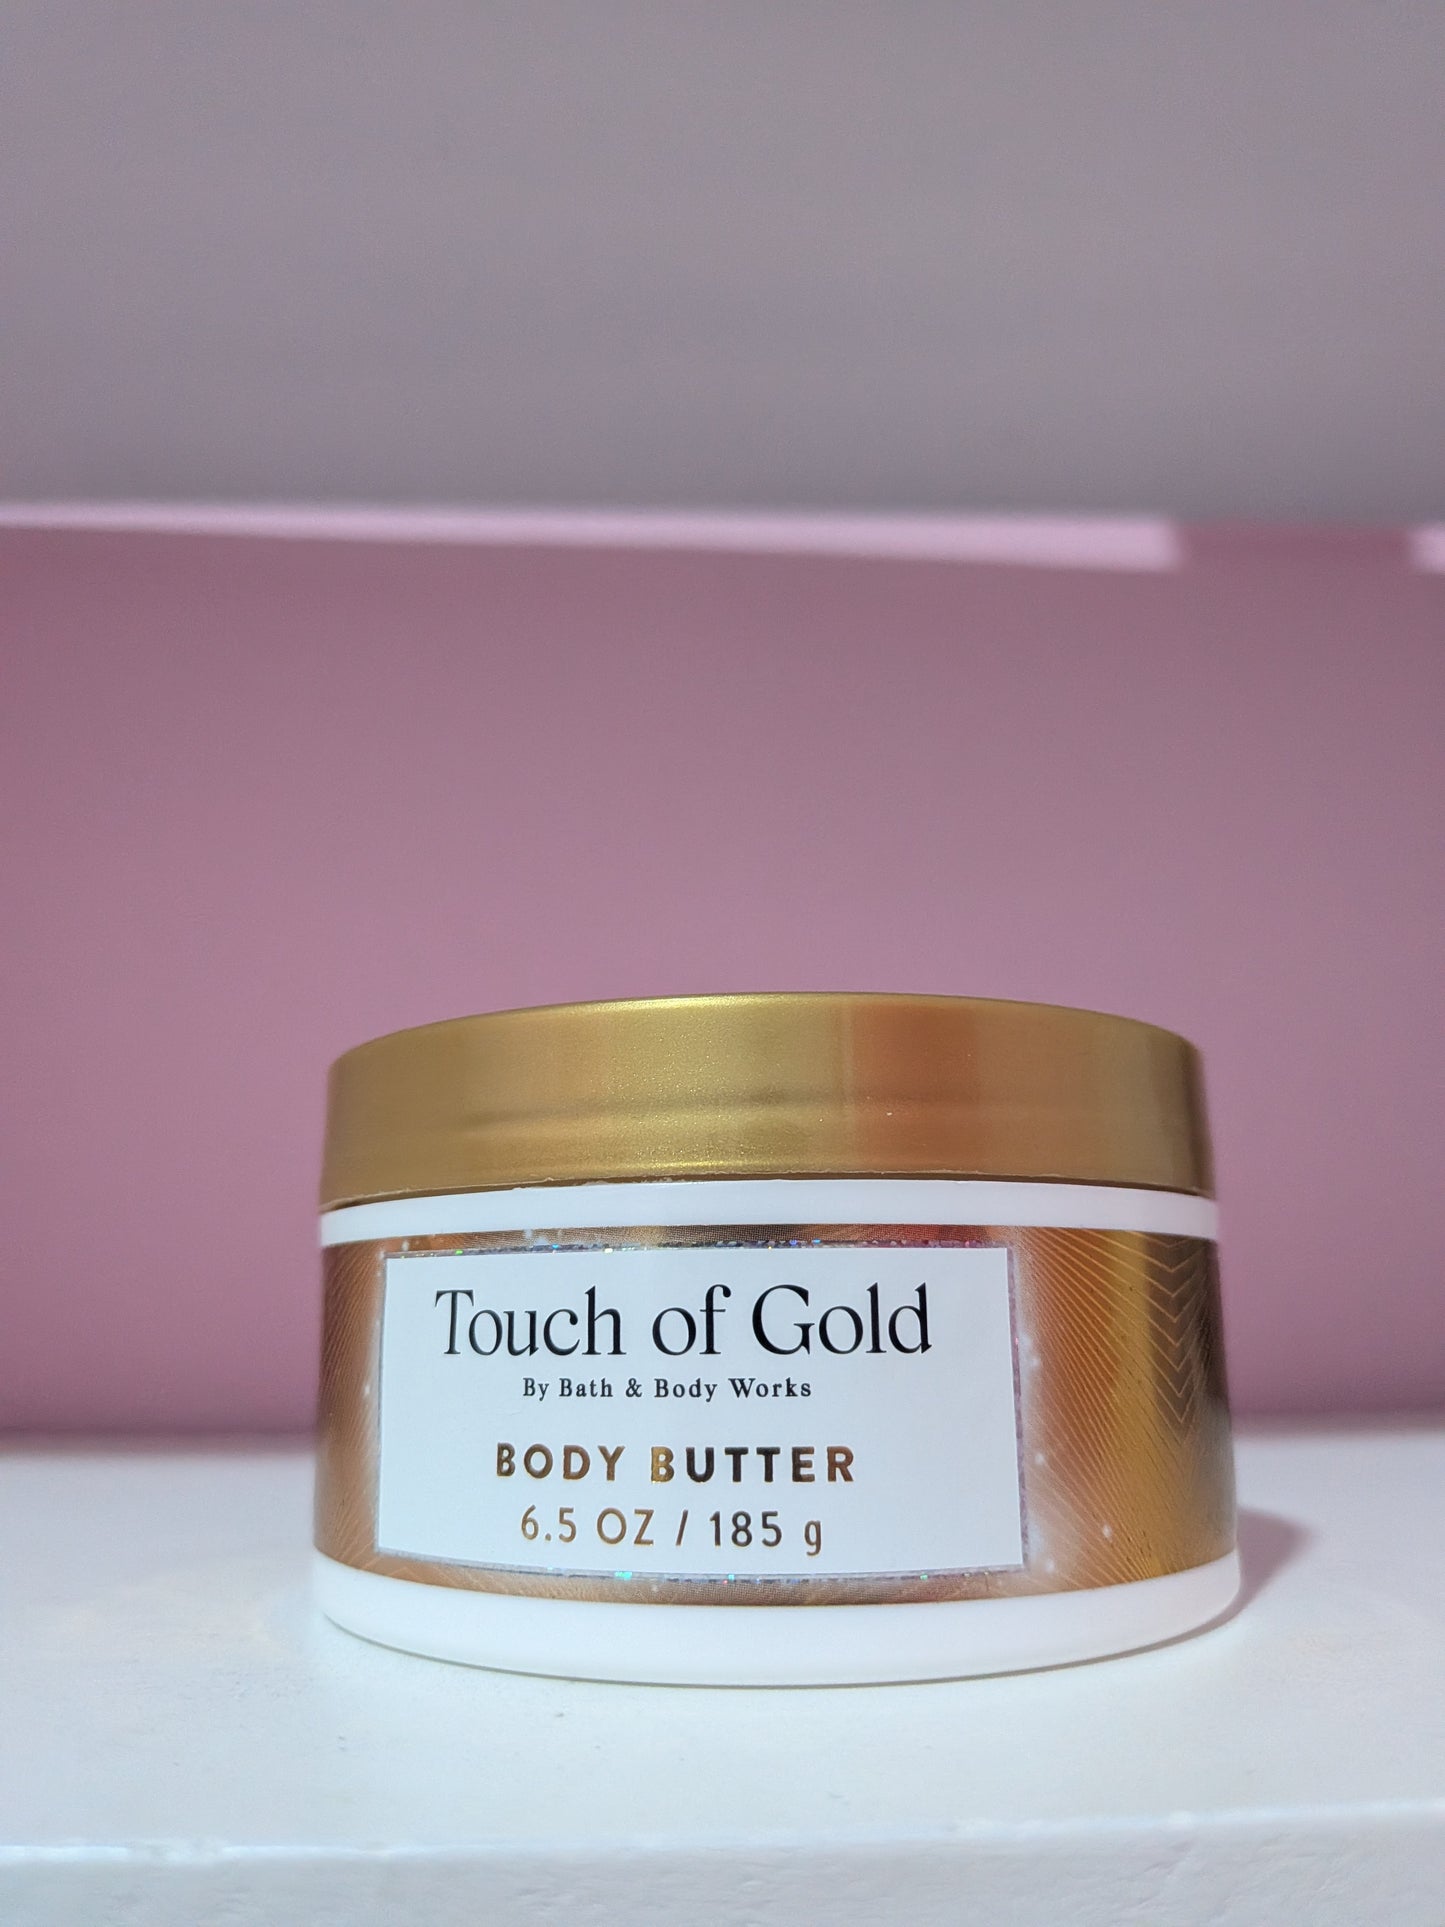 Touch of Gold
By Bath & Body Works
BODY BUTTER
6.5 OZ / 185 g